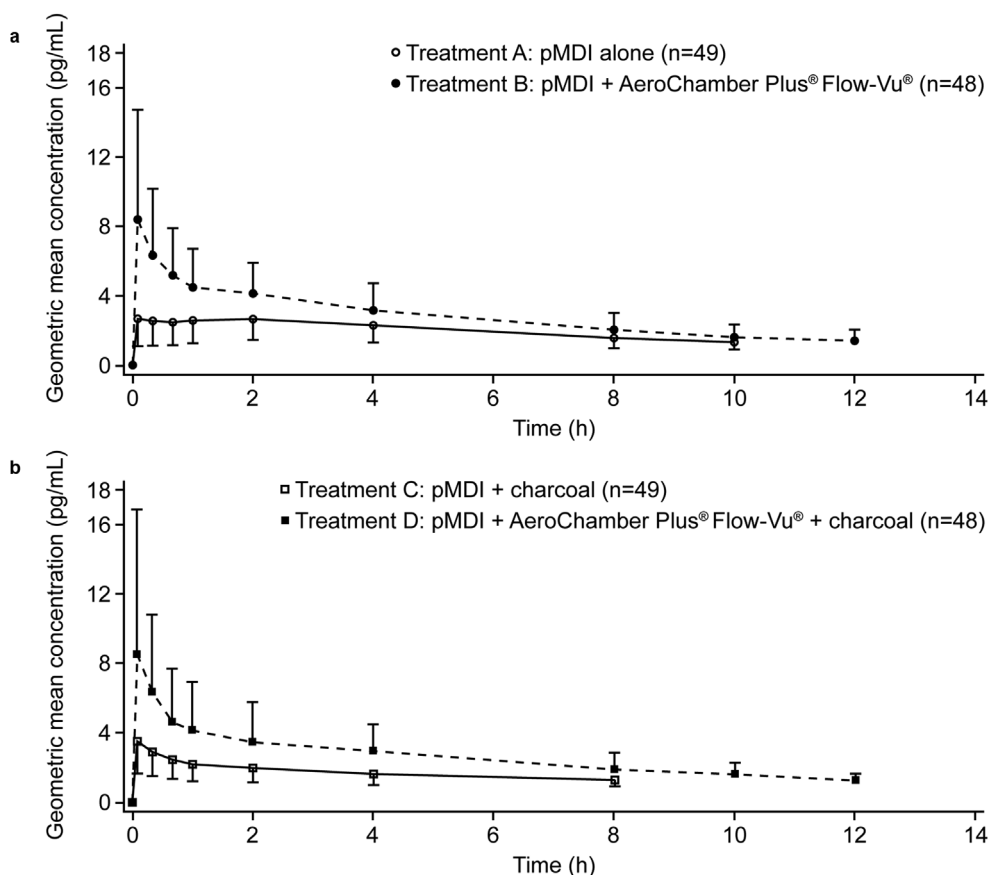 a
Geometric mean concentration (pg/mL)
18
16
12
8
4
0
Treatment A: pMDI alone (n=49)
Treatment B: pMDI + AeroChamber Plus® Flow-Vu® (n=48)
0 2 4 6 8 10 12 14
Time (h)
b
Geometric mean concentration (pg/mL)
18
16
12
8
4
0
Treatment C: pMDI + charcoal (n=49)
Treatment D: pMDI + AeroChamber Plus® Flow-Vu® + charcoal (n=48)
0 2 4 6 8 10 12 14
Time (h)